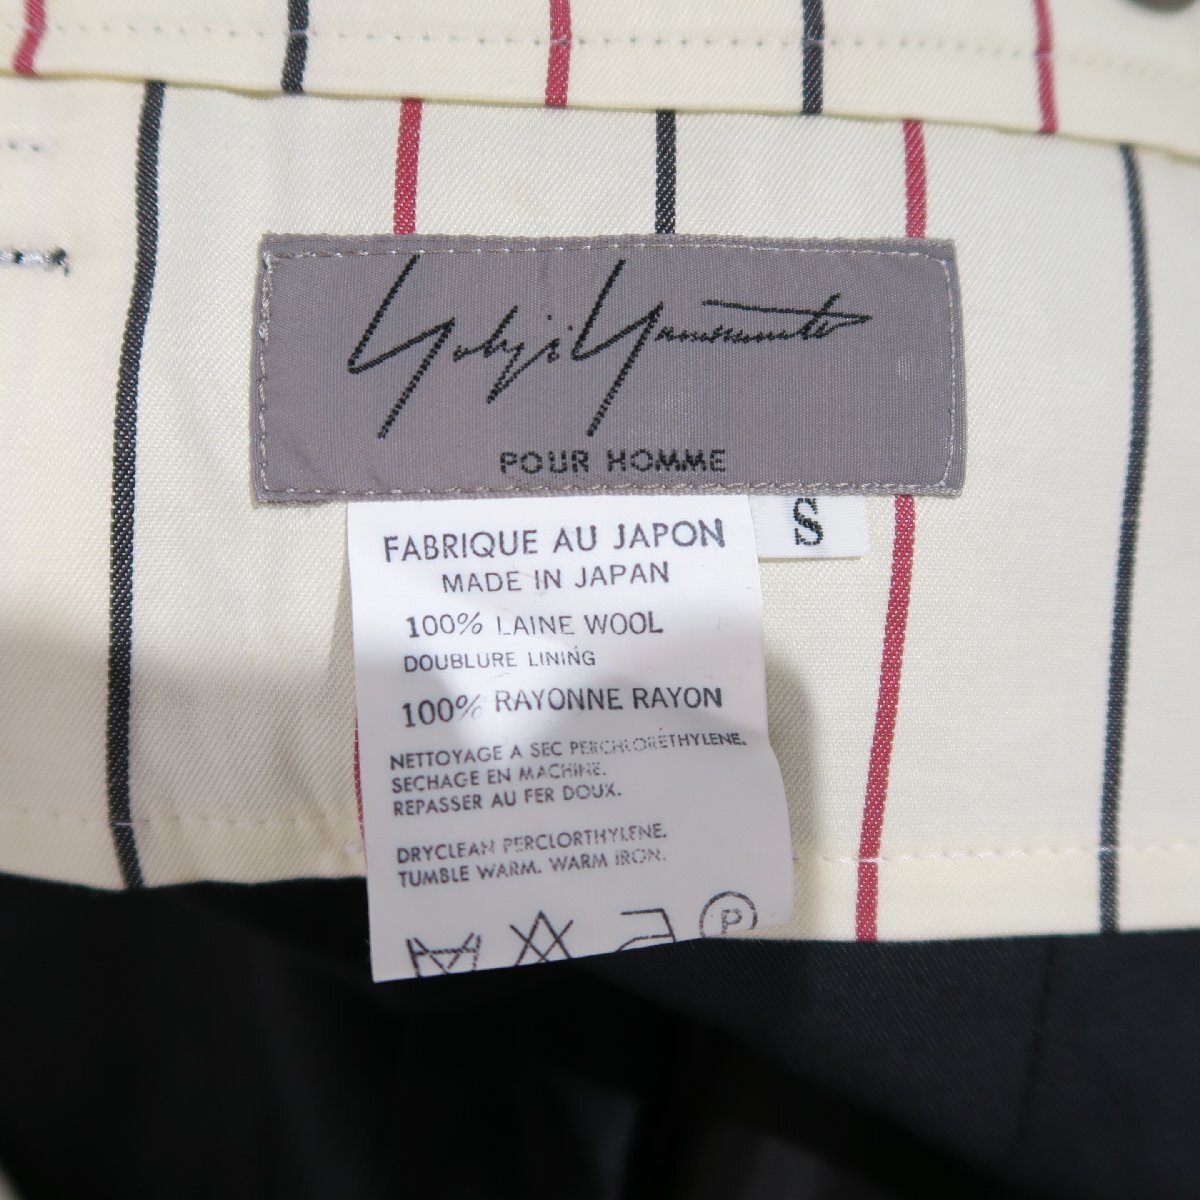 Yohji Yamamoto
POUR HOMME
S
FABRIQUE AU JAPON
MADE IN JAPAN
100% LAINE WOOL
DOUBLURE LINING
100% RAYONNE RAYON
NETTOYAGE A SEC PERCHLORÉTHYLENE.
SECHAGE EN MACHINE.
REPASSER AU FER DOUX.
DRYCLEAN PERCLORTHYLENE.
TUMBLE WARM. WARM IRON.
P